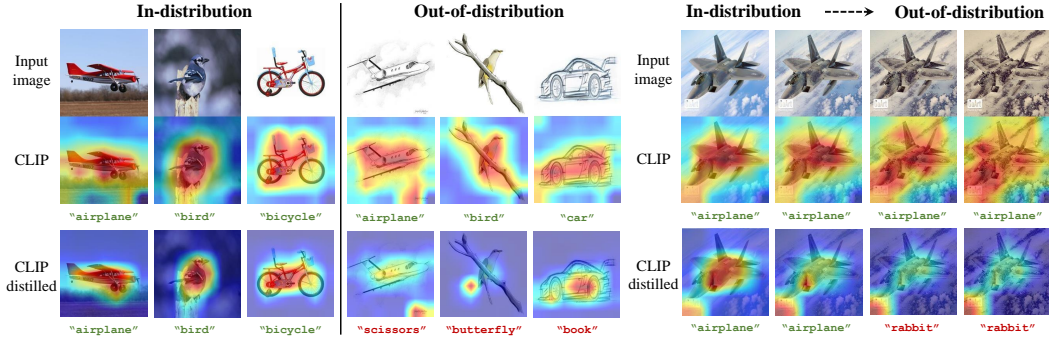 In-distribution
Out-of-distribution
Input
image
CLIP
"airplane" "bird" "bicycle" "airplane" "bird" "car"
CLIP
distilled
"airplane" "bird" "bicycle" "scissors" "butterfly" "book"
In-distribution
Out-of-distribution
Input
image
CLIP
"airplane" "airplane" "airplane" "airplane"
CLIP
distilled
"airplane" "airplane" "rabbit" "rabbit"